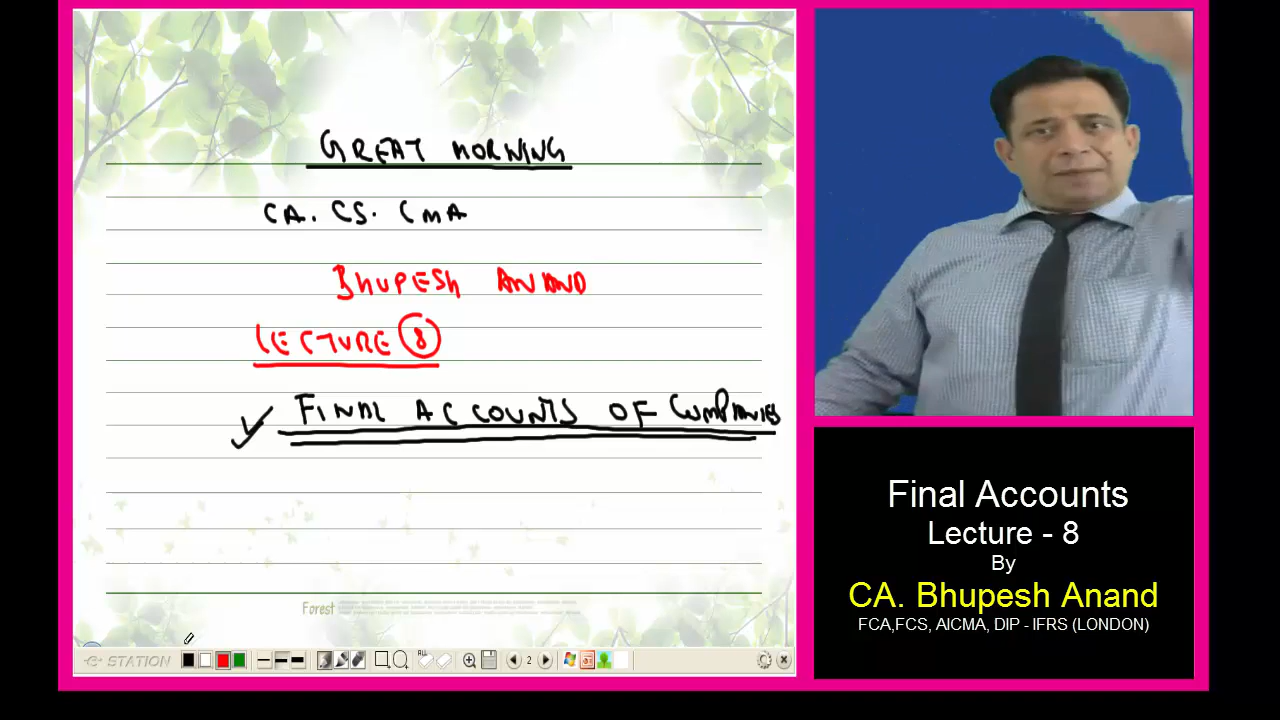 GREAT MORNING
CA. CS. CMA
BHUPESH ANAND
LECTURE 8
FINAL ACCOUNTS OF COMPANIES
Forest
e-STATION
ALL
2
Final Accounts
Lecture - 8
By
CA. Bhupesh Anand
FCA,FCS, AICMA, DIP - IFRS (LONDON)